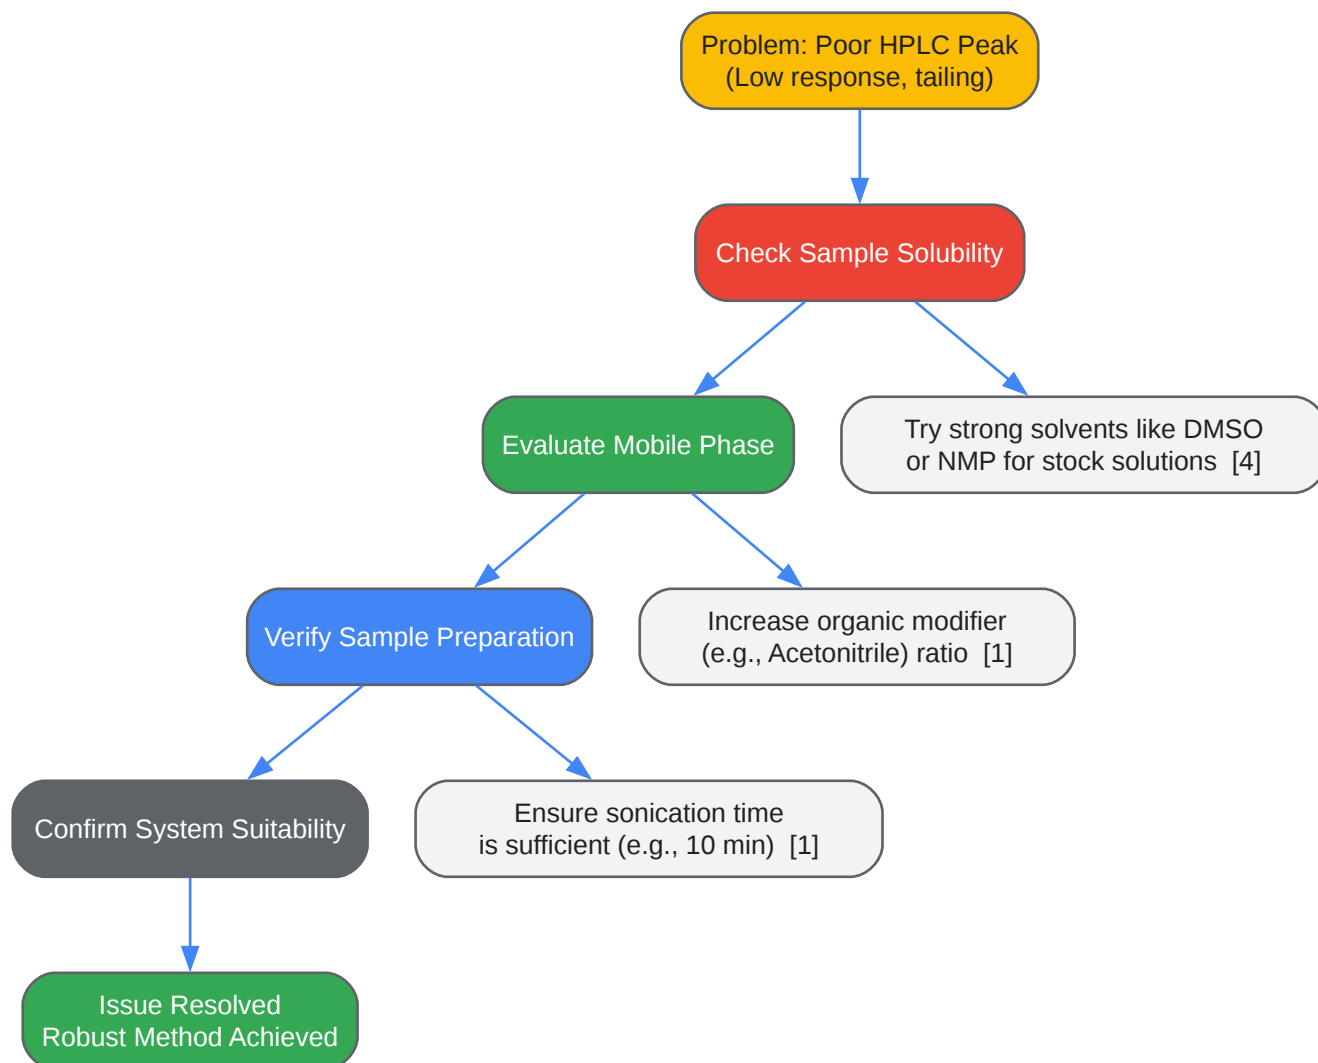 Problem: Poor HPLC Peak
(Low response, tailing)
Check Sample Solubility
Evaluate Mobile Phase
Try strong solvents like DMSO
or NMP for stock solutions  [4]
Verify Sample Preparation
Increase organic modifier
(e.g., Acetonitrile) ratio  [1]
Confirm System Suitability
Ensure sonication time
is sufficient (e.g., 10 min)  [1]
Issue Resolved
Robust Method Achieved